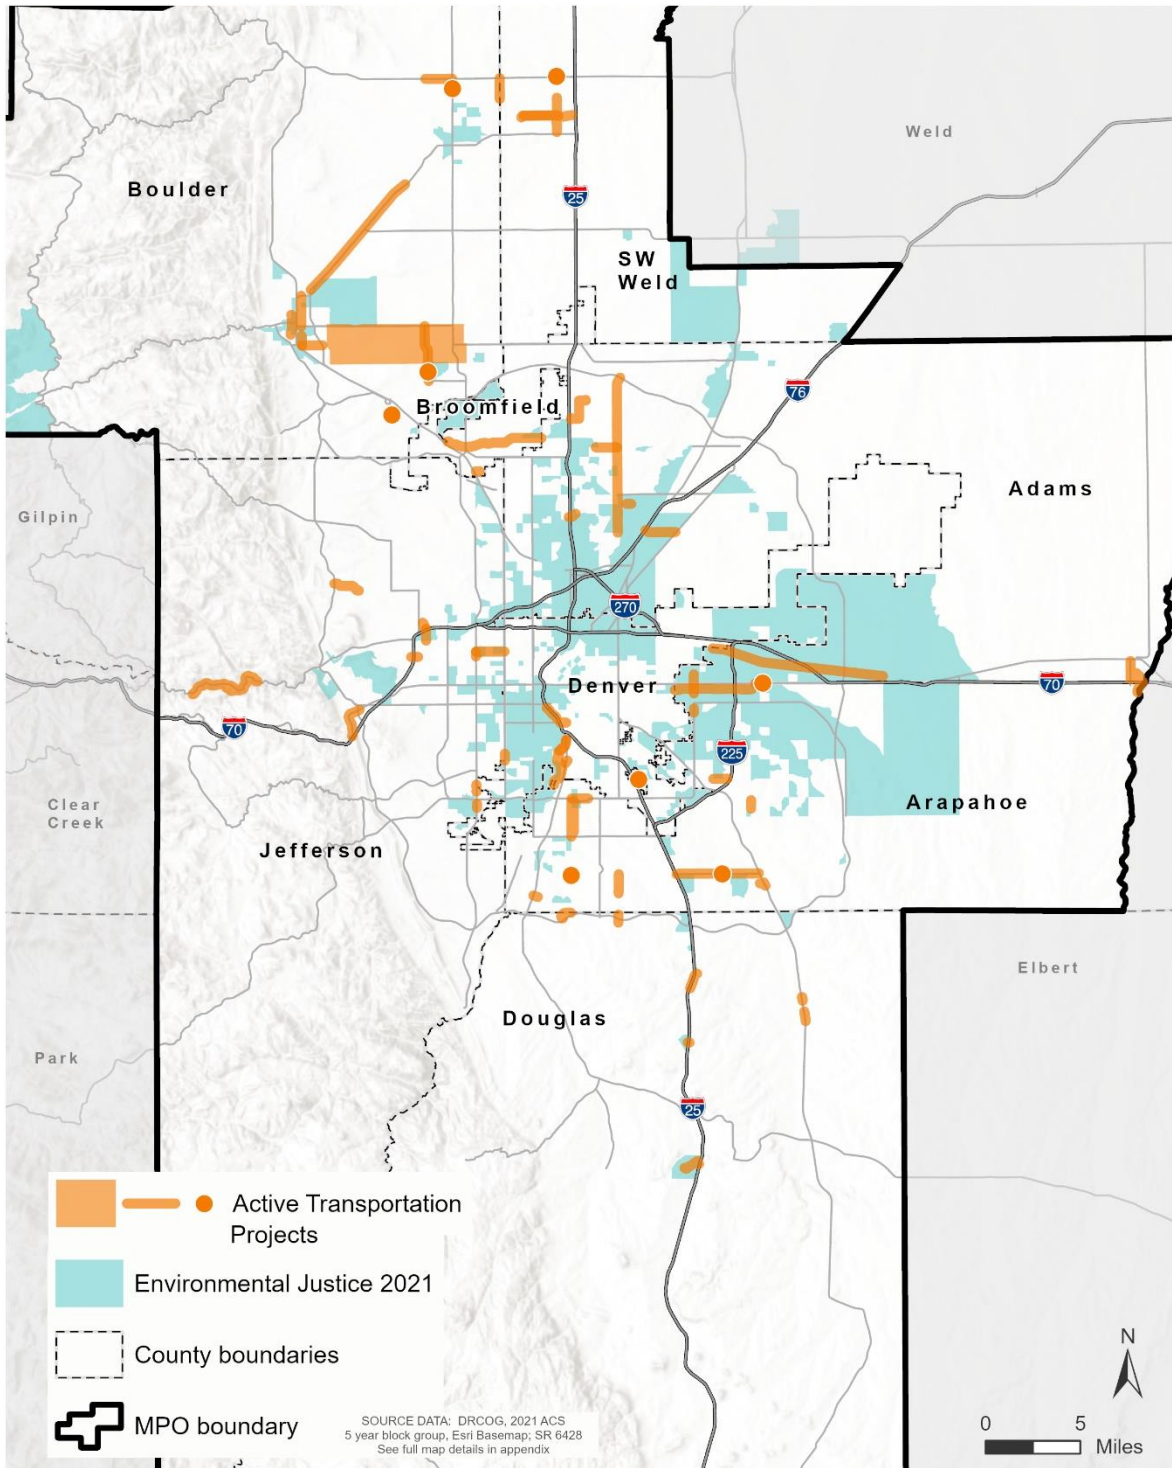 Weld
Boulder
25
SW
Weld
76
Broomfield
Adams
Gilpin
270
Denver
70
70
225
Clear
Creek
Arapahoe
Jefferson
Elbert
Douglas
Park
25
Active Transportation
Projects
Environmental Justice 2021
County boundaries
MPO boundary
SOURCE DATA: DRCOG, 2021 ACS
5 year block group, Esri Basemap; SR 6428
See full map details in appendix
N
0 5
Miles